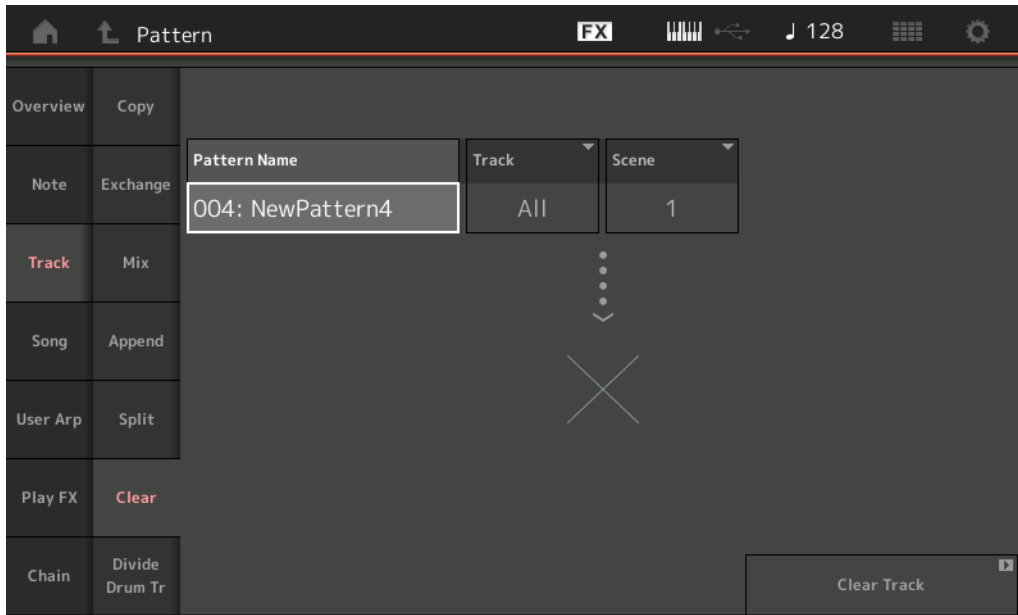 Pattern
FX
♩ 128
Overview
Copy
Note
Exchange
Track
Mix
Song
Append
User Arp
Split
Play FX
Clear
Chain
Divide
Drum Tr
Pattern Name
Track
Scene
004: NewPattern4
All
1
Clear Track